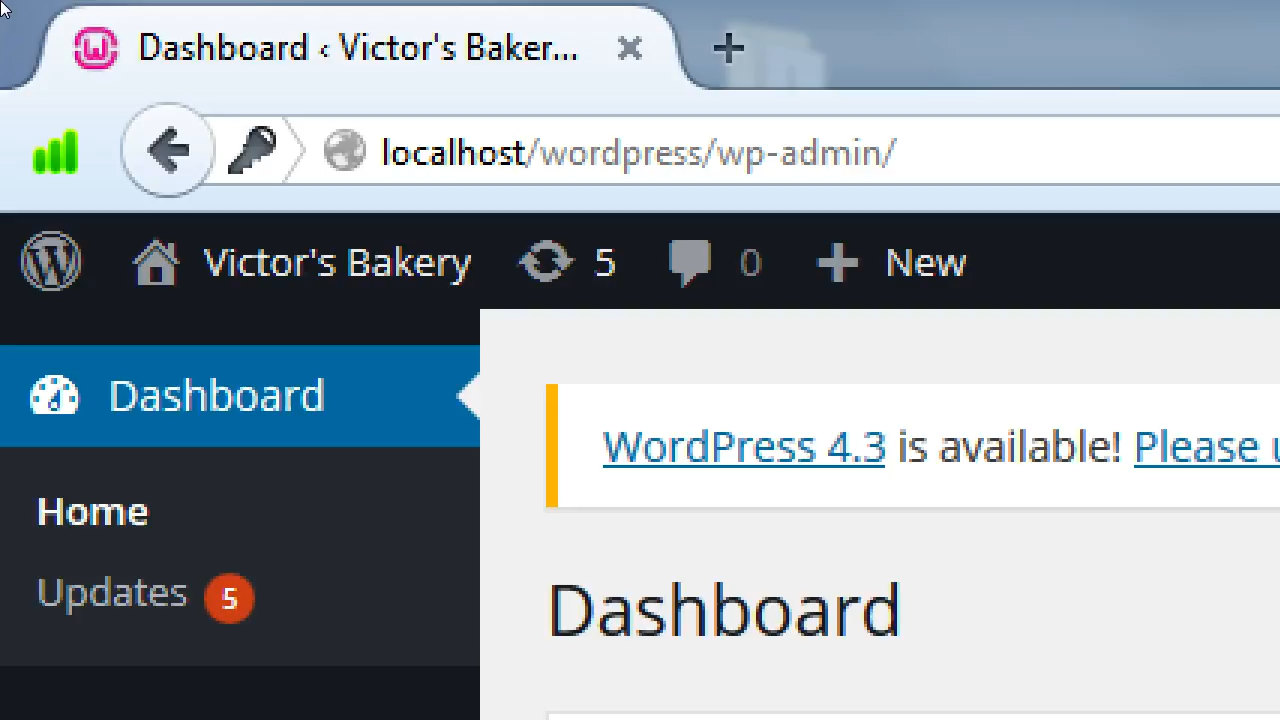 Dashboard ‹ Victor's Baker...
localhost/wordpress/wp-admin/
Victor's Bakery 5 0 New
Dashboard
WordPress 4.3 is available! Please
Home
Updates 5
Dashboard